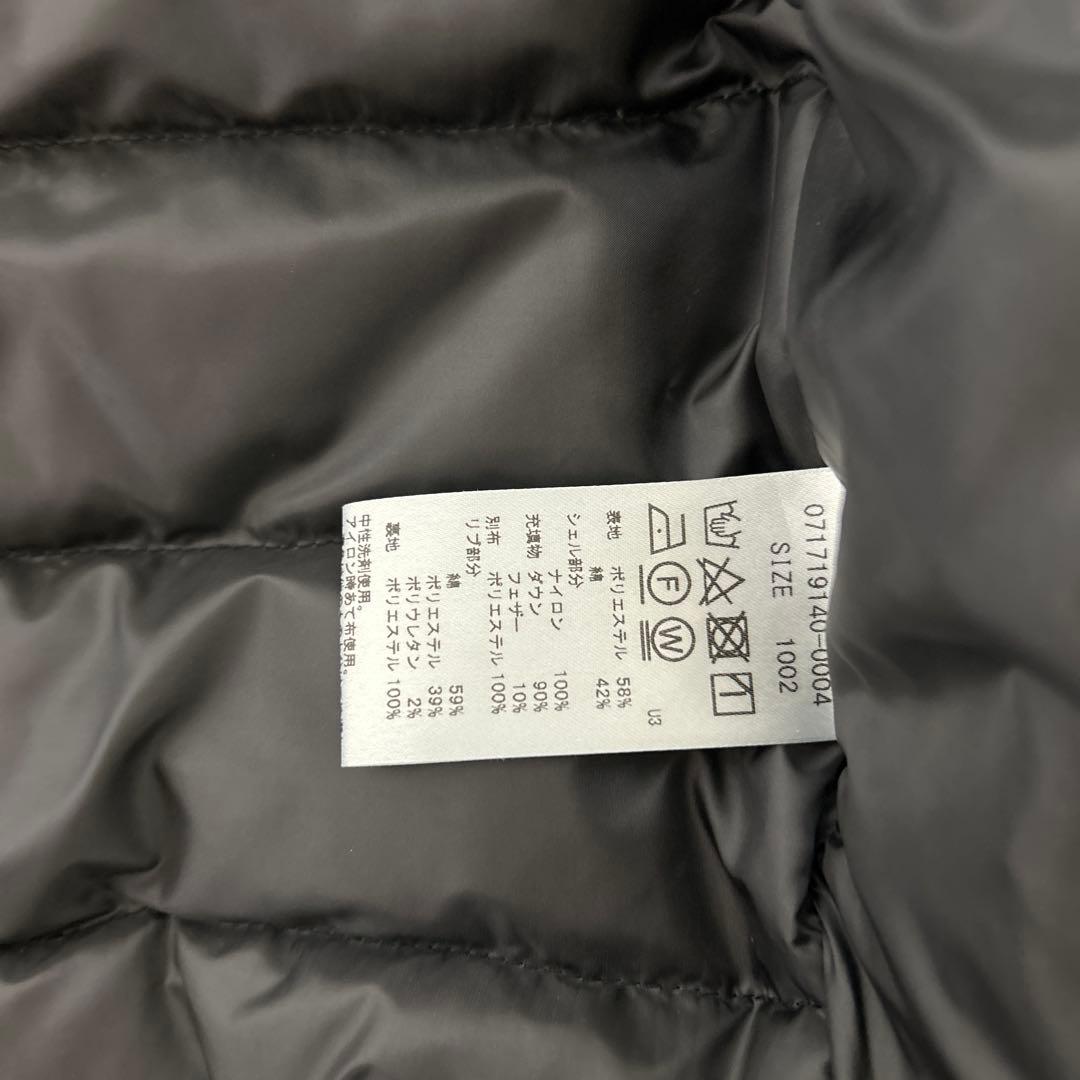 071719140-0004
SIZE 1002
F W
U3
表地 ポリエステル 58%
綿 42%
シェル部分
ナイロン 100%
充填物 ダウン 90%
フェザー 10%
別布 ポリエステル 100%
リブ部分
綿 59%
ポリエステル 39%
ポリウレタン 2%
裏地 ポリエステル 100%
中性洗剤使用。
アイロン時あて布使用。